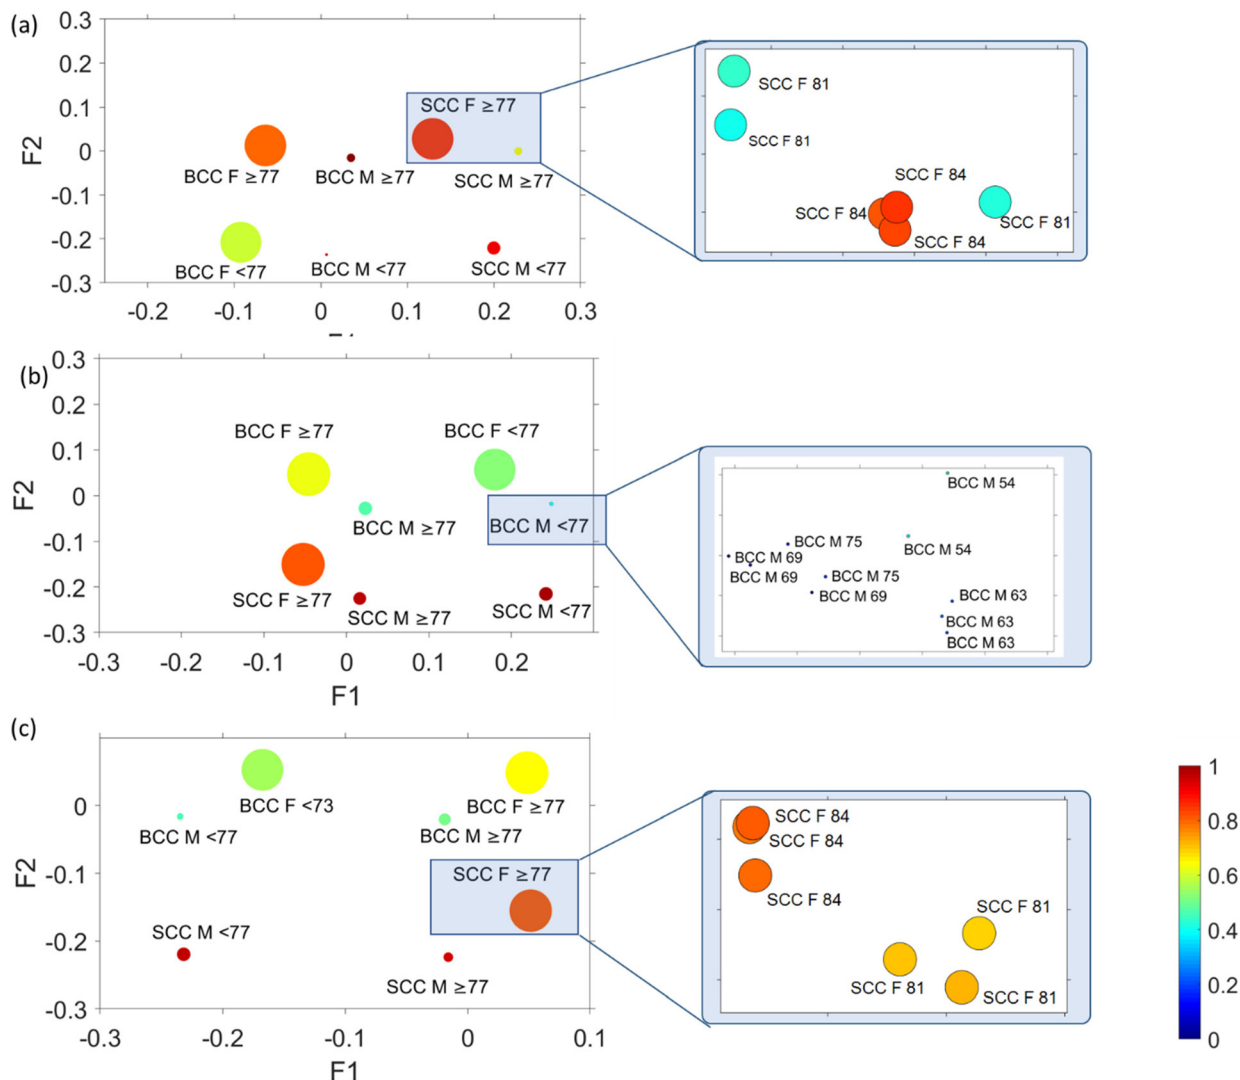 (a)
0.3
0.2
0.1
0
-0.1
-0.2
-0.3
F2
SCC F ≥77
BCC F ≥77
BCC M ≥77
SCC M ≥77
BCC F <77
BCC M <77
SCC M <77
-0.2
-0.1
0
0.1
0.2
0.3
SCC F 81
SCC F 81
SCC F 84
SCC F 84
SCC F 81
SCC F 84
(b)
0.3
0.2
0.1
0
-0.1
-0.2
-0.3
F2
BCC F ≥77
BCC F <77
BCC M ≥77
BCC M <77
SCC F ≥77
SCC M ≥77
SCC M <77
-0.3
-0.2
-0.1
0
0.1
0.2
F1
BCC M 54
BCC M 75
BCC M 54
BCC M 69
BCC M 69
BCC M 75
BCC M 69
BCC M 63
BCC M 63
BCC M 63
(c)
0
-0.1
-0.2
-0.3
F2
BCC F <73
BCC F ≥77
BCC M <77
BCC M ≥77
SCC F ≥77
SCC M <77
SCC M ≥77
-0.3
-0.2
-0.1
0
0.1
F1
SCC F 84
SCC F 84
SCC F 84
SCC F 81
SCC F 81
SCC F 81
1
0.8
0.6
0.4
0.2
0